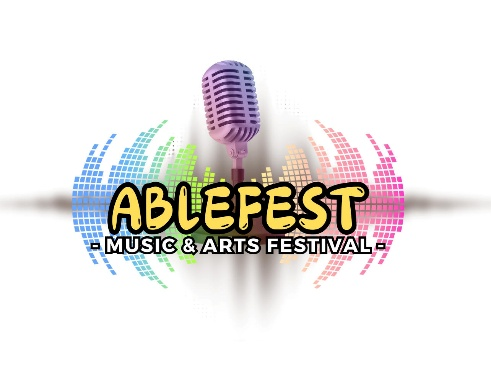 ABLEFEST
- MUSIC & ARTS FESTIVAL -